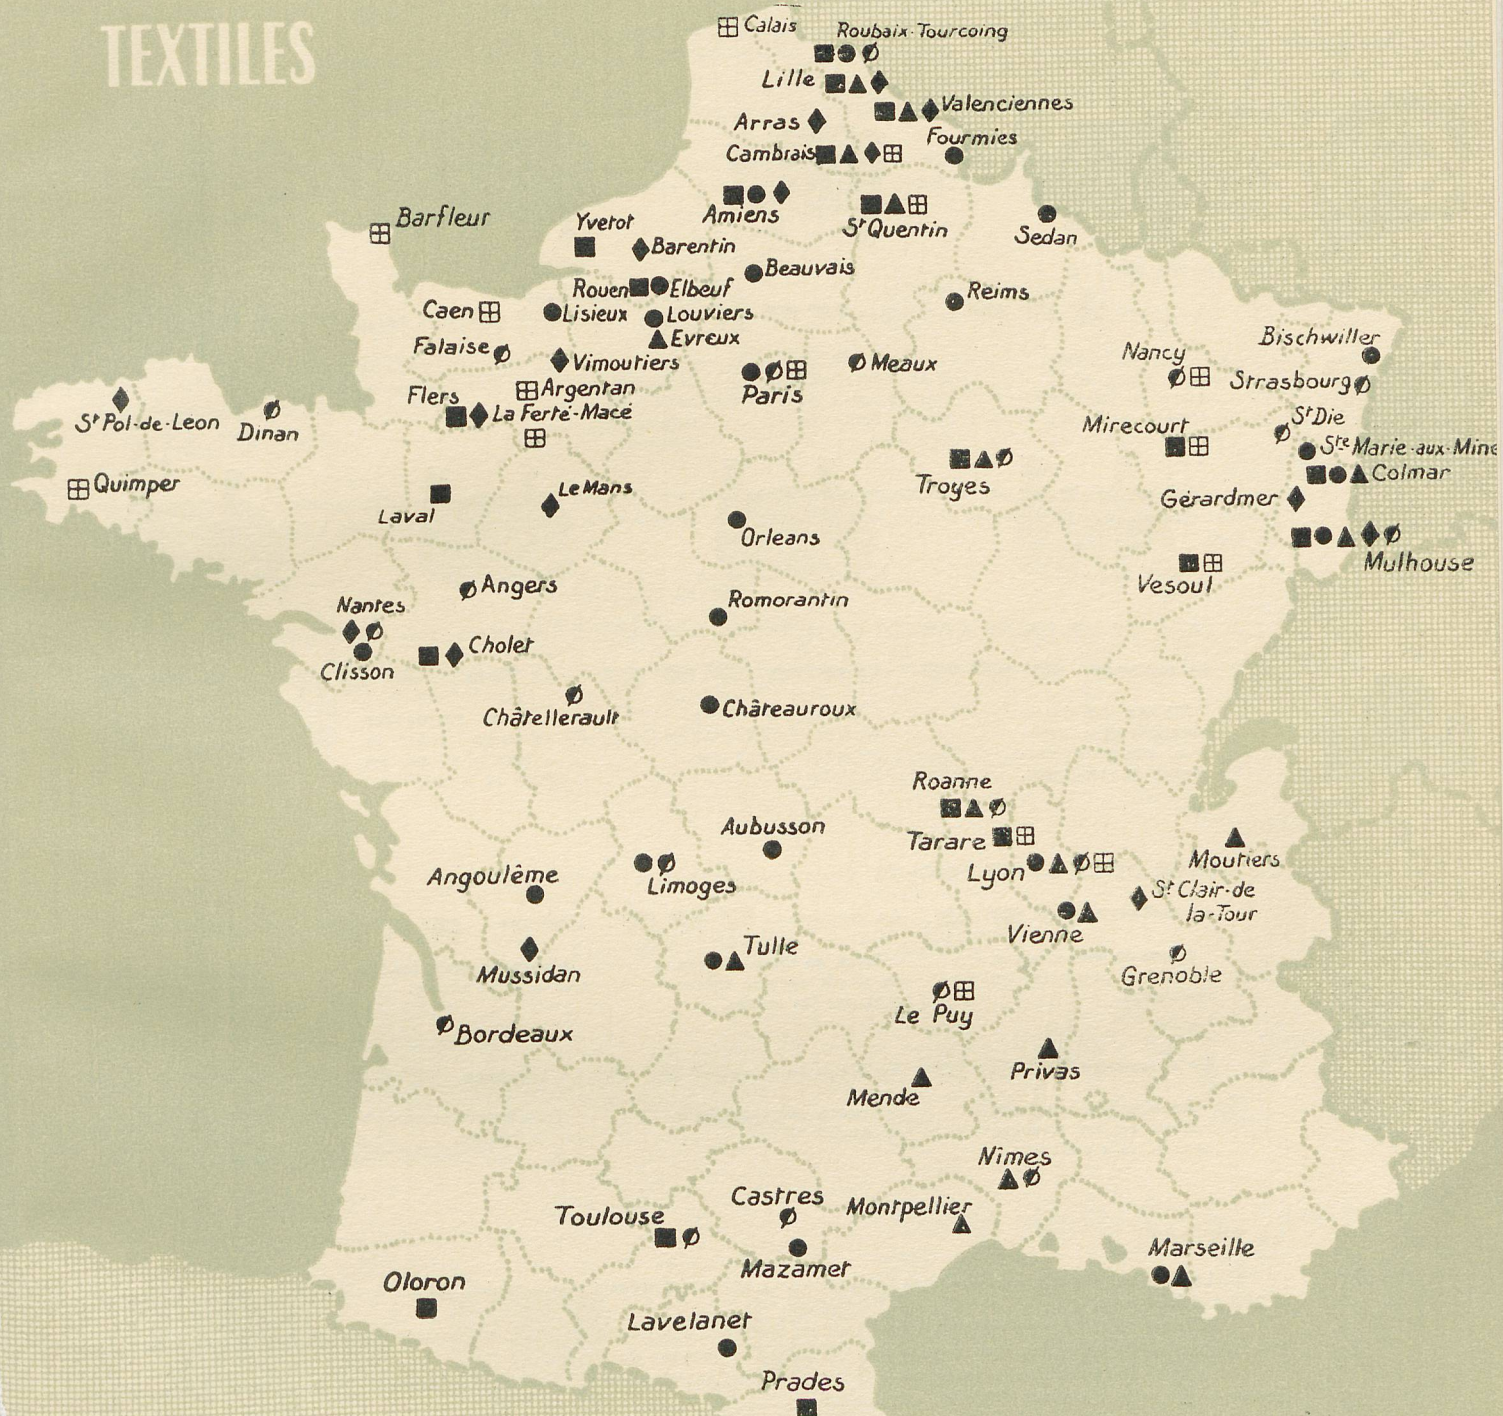 TEXTILES
Calais
Roubaix-Tourcoing
Lille
Valenciennes
Arras
Fourmies
Cambrais
Amiens
St Quentin
Sedan
Barfleur
Yvetot
Barentin
Beauvais
Rouen
Elbeuf
Reims
Caen
Lisieux
Louviers
Evreux
Falaise
Vimoutiers
Meaux
Nancy
Bischwiller
Strasbourg
Paris
Argentan
Flers
La Ferté-Macé
St Pol-de-Leon
Dinan
St Die
Mirecourt
Ste Marie-aux-Mine
Colmar
Quimper
Le Mans
Troyes
Gérardmer
Laval
Orleans
Mulhouse
Vesoul
Angers
Nantes
Romorantin
Cholet
Clisson
Châtellerault
Châteauroux
Roanne
Aubusson
Tarare
Moutiers
Angoulême
Limoges
Lyon
St Clair-de
la-Tour
Vienne
Tulle
Mussidan
Grenoble
Le Puy
Bordeaux
Privas
Mende
Nîmes
Castres
Montpellier
Toulouse
Marseille
Mazamet
Oloron
Lavelanet
Prades